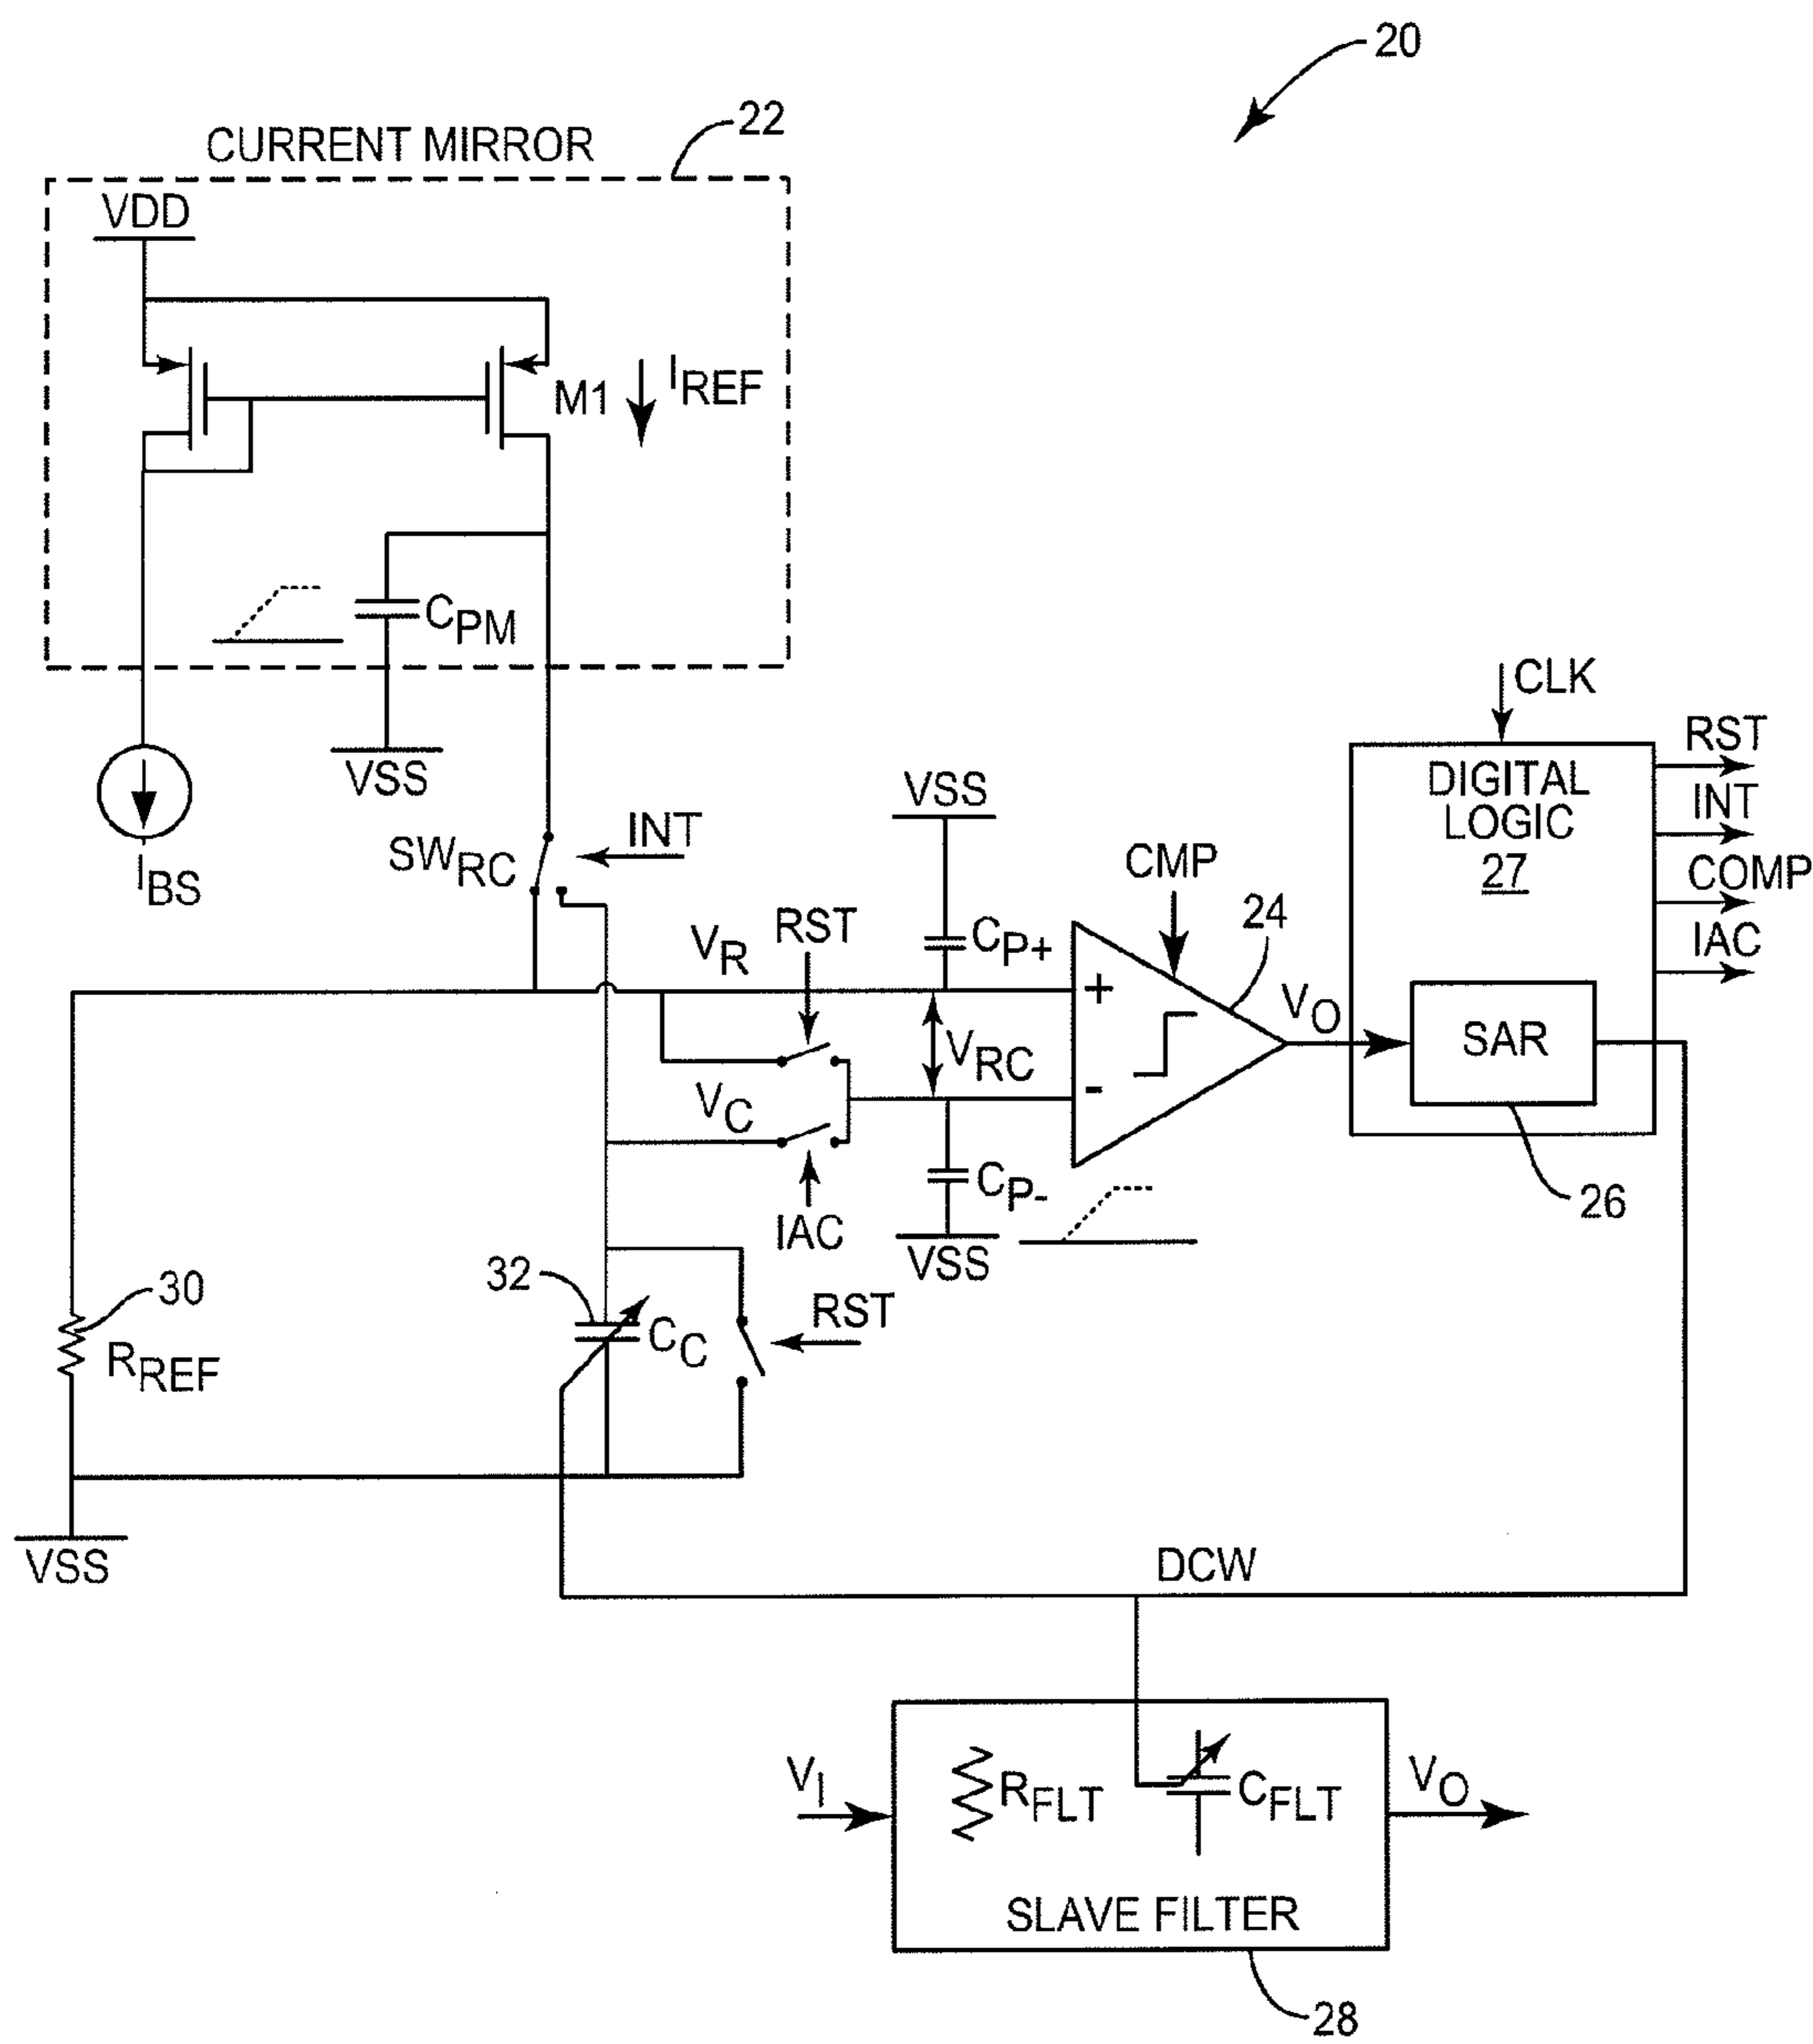 20
22
CURRENT MIRROR
VDD
M1
IREF
CPM
VSS
IBS
SWRC
INT
CLK
DIGITAL
LOGIC
27
RST
INT
COMP
IAC
VSS
CMP
24
CP+
VR
RST
+
VRC
VO
SAR
VC
-
CP-
IAC
VSS
26
30
RREF
32
CC
RST
VSS
DCW
VI
RFLT
CFLT
VO
SLAVE FILTER
28